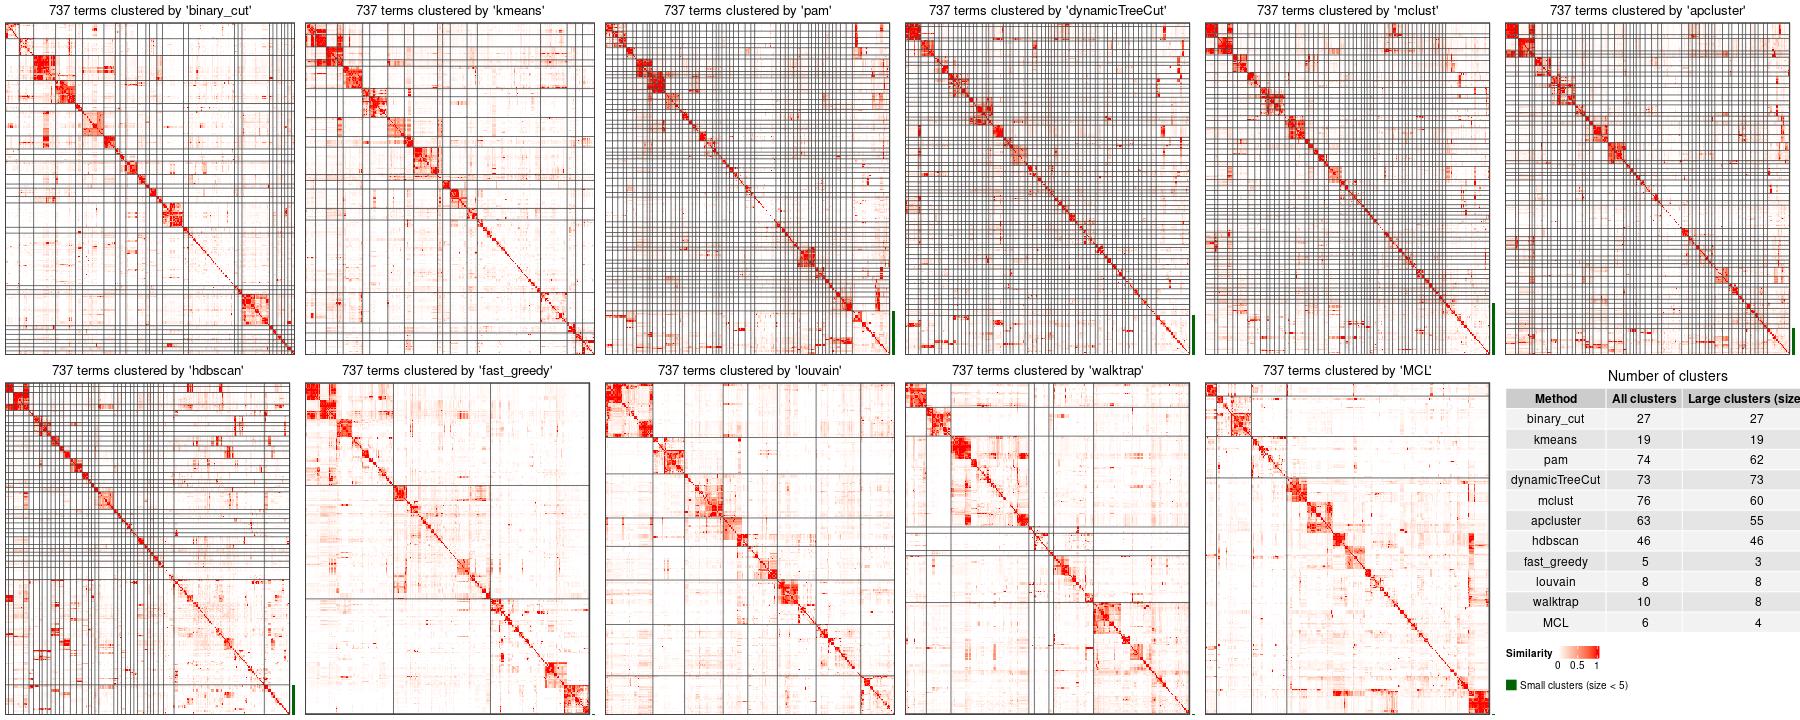 737 terms clustered by 'binary_cut'
737 terms clustered by 'kmeans'
737 terms clustered by 'pam'
737 terms clustered by 'dynamicTreeCut'
737 terms clustered by 'mclust'
737 terms clustered by 'apcluster'
737 terms clustered by 'hdbscan'
737 terms clustered by 'fast_greedy'
737 terms clustered by 'louvain'
737 terms clustered by 'walktrap'
737 terms clustered by 'MCL'
Number of clusters
Method All clusters Large clusters (size
binary_cut 27 27
kmeans 19 19
pam 74 62
dynamicTreeCut 73 73
mclust 76 60
apcluster 63 55
hdbscan 46 46
fast_greedy 5 3
louvain 8 8
walktrap 10 8
MCL 6 4
Similarity
0 0.5 1
Small clusters (size < 5)